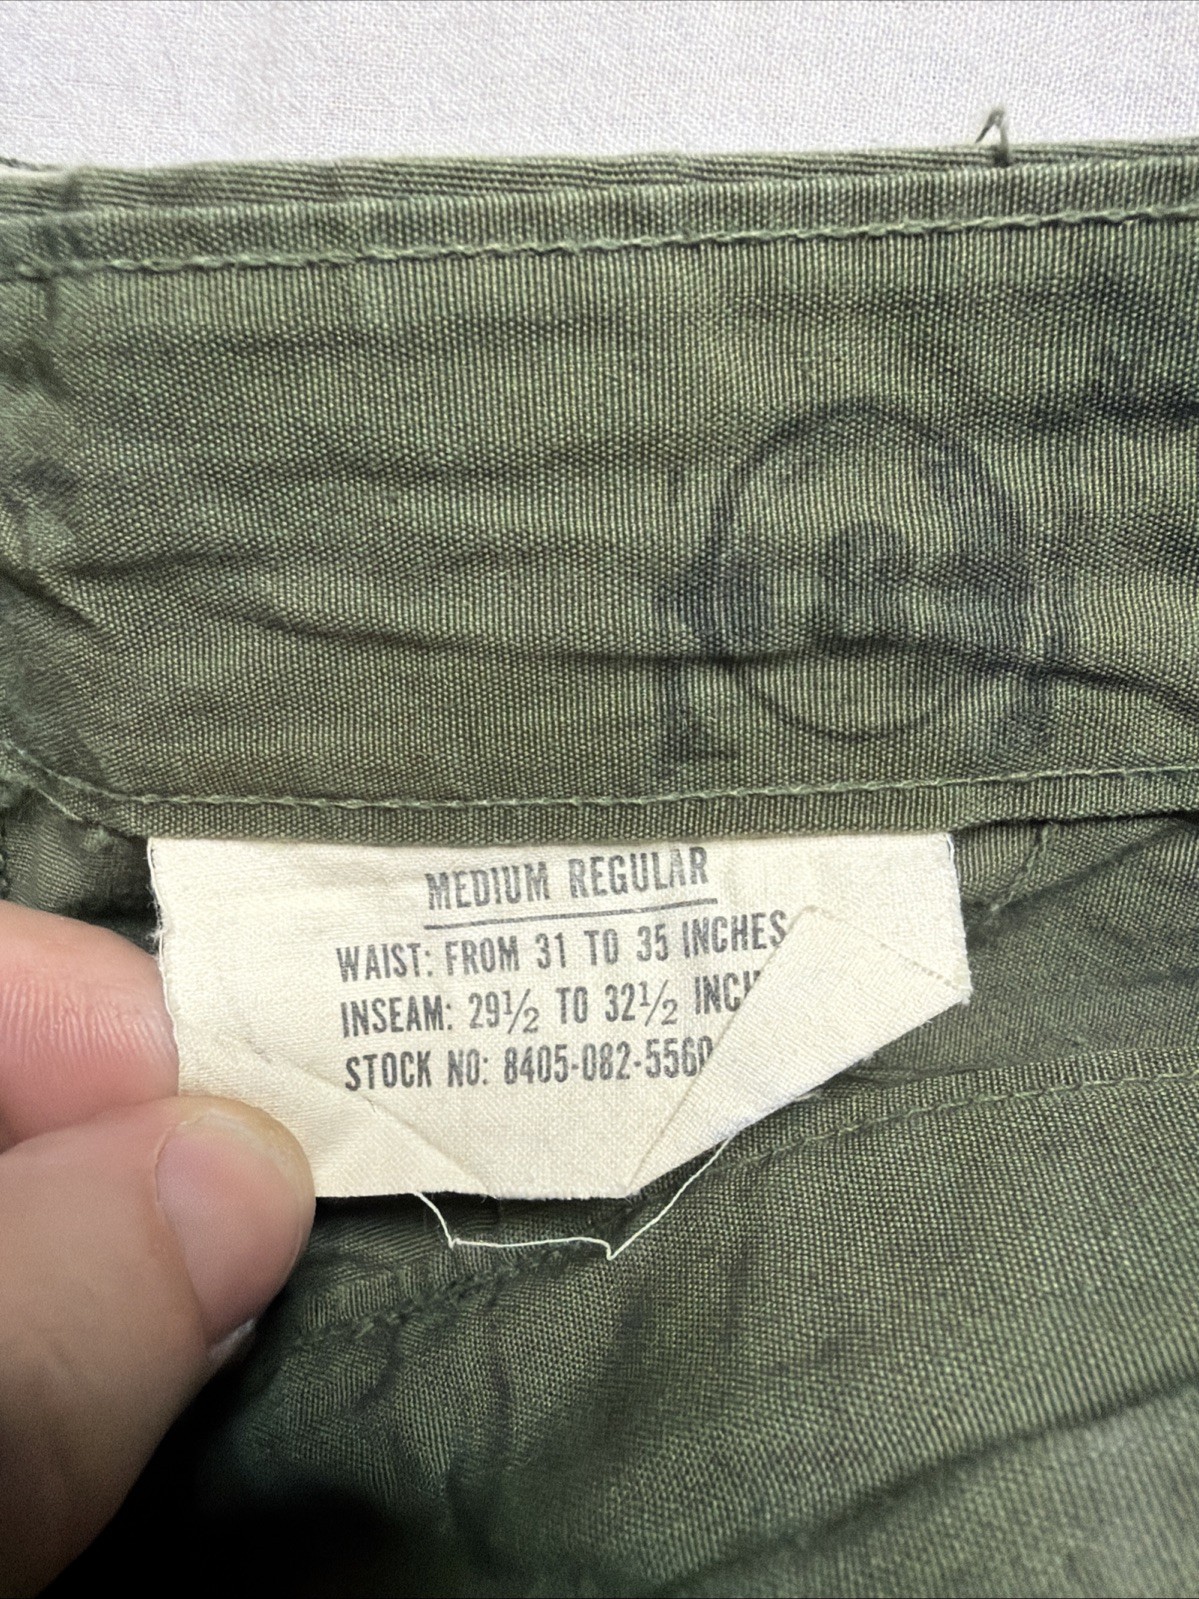 MEDIUM REGULAR
WAIST: FROM 31 TO 35 INCHES
INSEAM: 29½ TO 32½
STOCK NO: 8405-082-5560